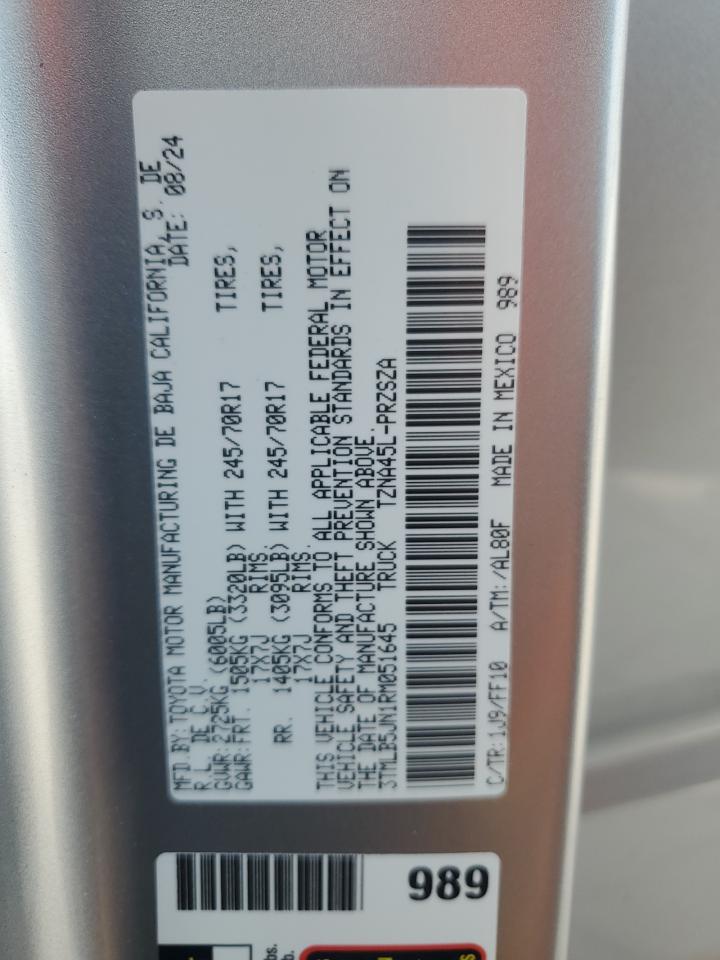 MFD.BY: TOYOTA MOTOR MANUFACTURING DE BAJA CALIFORNIA, S. DE
R.L. DE C.V. DATE: 08/24
GVWR: 2725KG (6005LB)
GAWR: FRT. 1505KG (3320LB) WITH 245/70R17 TIRES,
17X7J RIMS.
RR. 1405KG (3095LB) WITH 245/70R17 TIRES,
17X7J RIMS.
THIS VEHICLE CONFORMS TO ALL APPLICABLE FEDERAL MOTOR
VEHICLE SAFETY AND THEFT PREVENTION STANDARDS IN EFFECT ON
THE DATE OF MANUFACTURE SHOWN ABOVE.
3TMLB5JN1RM051645 TRUCK TZNA45L-PRZSZA
C/TR: 1J9/FF10 A/TM: /AL80F MADE IN MEXICO 989
989